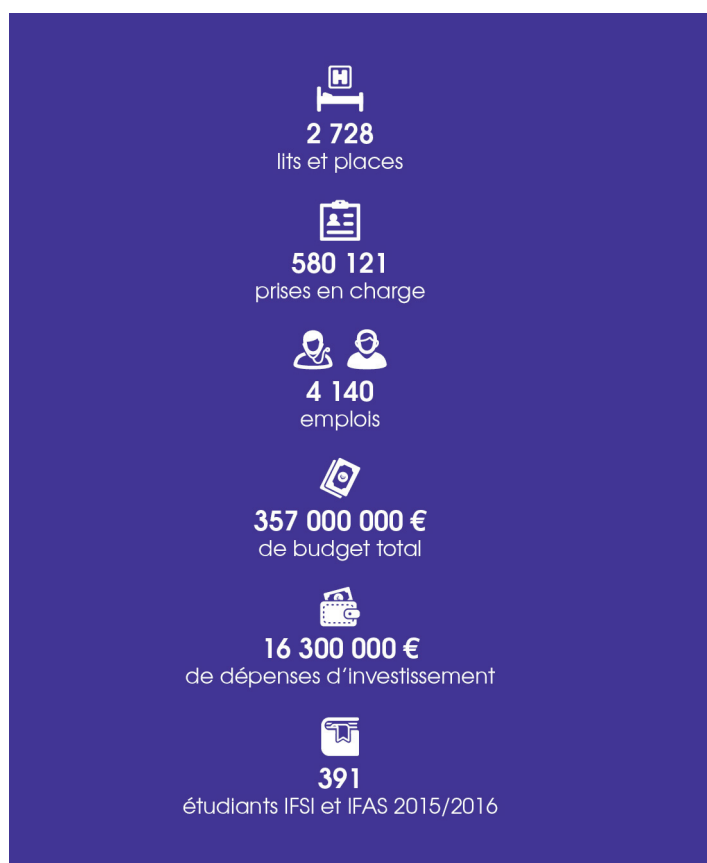 H
2 728
lits et places
580 121
prises en charge
4 140
emplois
357 000 000 €
de budget total
16 300 000 €
de dépenses d'investissement
391
étudiants IFSI et IFAS 2015/2016